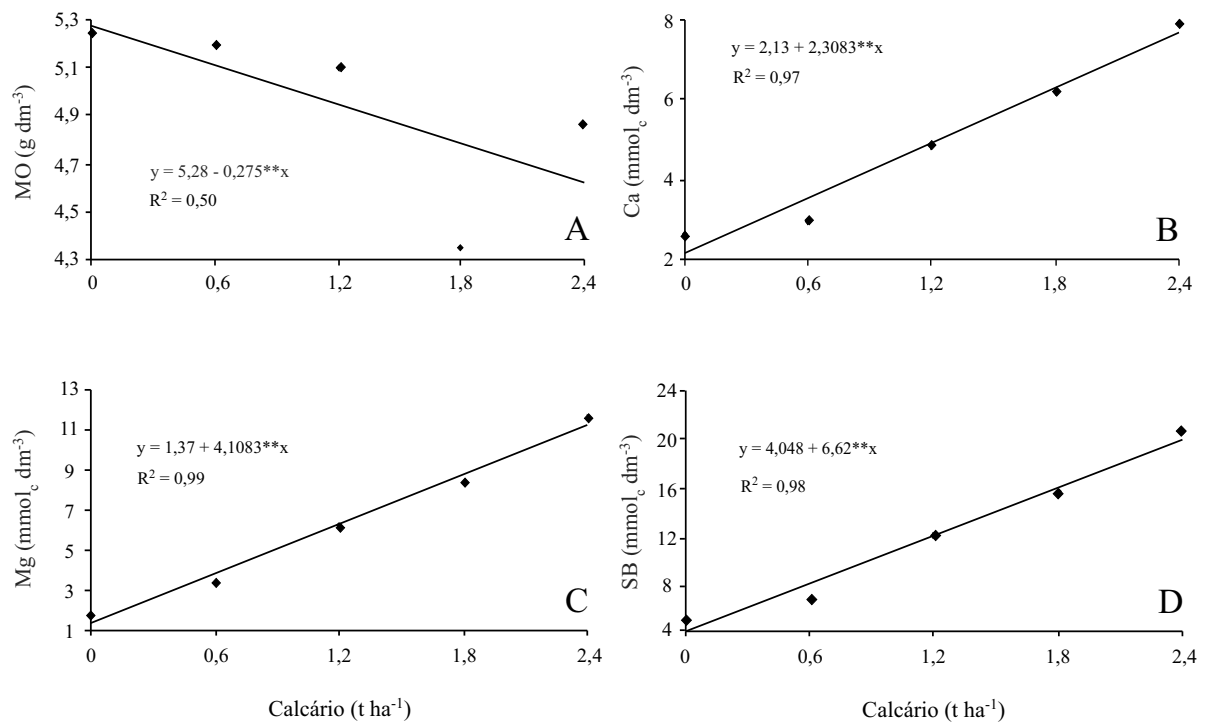 5,3
5,1
4,9
4,7
4,5
4,3
MO (g dm⁻³)
y = 5,28 - 0,275**x
R² = 0,50
A
0 0,6 1,2 1,8 2,4
8
6
4
2
Ca (mmol꜀ dm⁻³)
y = 2,13 + 2,3083**x
R² = 0,97
B
0 0,6 1,2 1,8 2,4
13
11
9
7
5
3
1
Mg (mmol꜀ dm⁻³)
y = 1,37 + 4,1083**x
R² = 0,99
C
0 0,6 1,2 1,8 2,4
Calcário (t ha⁻¹)
24
20
16
12
8
4
SB (mmol꜀ dm⁻³)
y = 4,048 + 6,62**x
R² = 0,98
D
0 0,6 1,2 1,8 2,4
Calcário (t ha⁻¹)